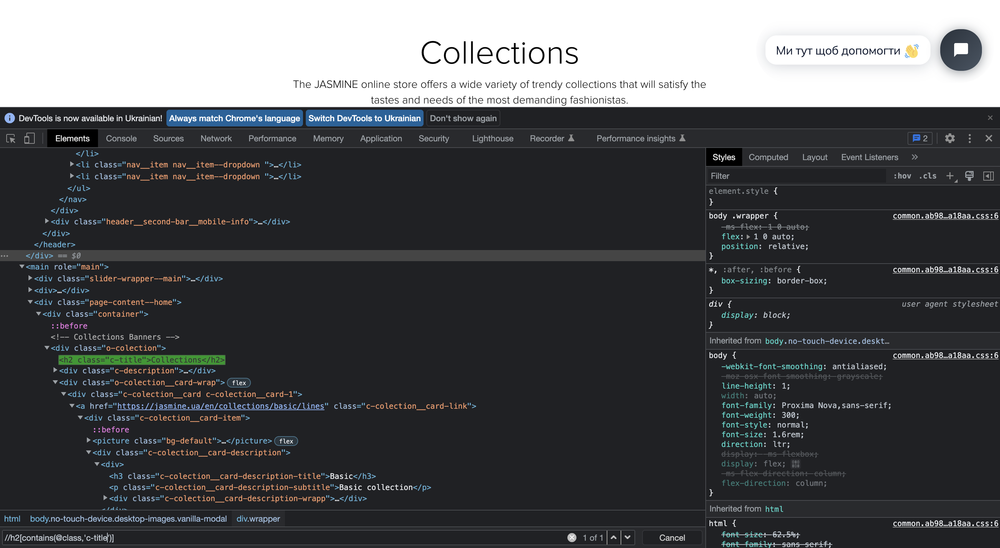 Collections
Ми тут щоб допомогти 👋
The JASMINE online store offers a wide variety of trendy collections that will satisfy the
tastes and needs of the most demanding fashionistas.
DevTools is now available in Ukrainian! Always match Chrome's language Switch DevTools to Ukrainian Don't show again
Elements Console Sources Network Performance Memory Application Security Lighthouse Recorder Performance insights 2
</li>
<li class="nav__item nav__item--dropdown ">…</li>
<li class="nav__item nav__item--dropdown ">…</li>
</ul>
</nav>
</div>
<div class="header__second-bar__mobile-info">…</div>
</div>
</header>
</div> == $0
<main role="main">
<div class="slider-wrapper--main">…</div>
<div>…</div>
<div class="page-content--home">
<div class="container">
::before
<!-- Collections Banners -->
<div class="o-colection">
<h2 class="c-title">Collections</h2>
<div class="c-description">…</div>
<div class="o-colection__card-wrap"> flex
<div class="c-colection__card c-colection__card-1">
<a href="https://jasmine.ua/en/collections/basic/lines" class="c-colection__card-link">
<div class="c-colection__card-item">
::before
<picture class="bg-default">…</picture> flex
<div class="c-colection__card-description">
<div>
<h3 class="c-colection__card-description-title">Basic</h3>
<p class="c-colection__card-description-subtitle">Basic collection</p>
<div class="c-colection__card-description-wrapp">…</div>
</div>
html body.no-touch-device.desktop-images.vanilla-modal div.wrapper
//h2[contains(@class,'c-title')] 1 of 1 Cancel
Styles Computed Layout Event Listeners
Filter :hov .cls
element.style {
}
body .wrapper { common.ab98…a18aa.css:6
-ms-flex: 1 0 auto;
flex: 1 0 auto;
position: relative;
}
*, :after, :before { common.ab98…a18aa.css:6
box-sizing: border-box;
}
div { user agent stylesheet
display: block;
}
Inherited from body.no-touch-device.deskt…
body { common.ab98…a18aa.css:6
-webkit-font-smoothing: antialiased;
-moz-osx-font-smoothing: grayscale;
line-height: 1;
width: auto;
font-family: Proxima Nova,sans-serif;
font-weight: 300;
font-style: normal;
font-size: 1.6rem;
direction: ltr;
display: -ms-flexbox;
display: flex;
-ms-flex-direction: column;
flex-direction: column;
}
Inherited from html
html { common.ab98…a18aa.css:6
font-size: 62.5%;
font-family: sans-serif;